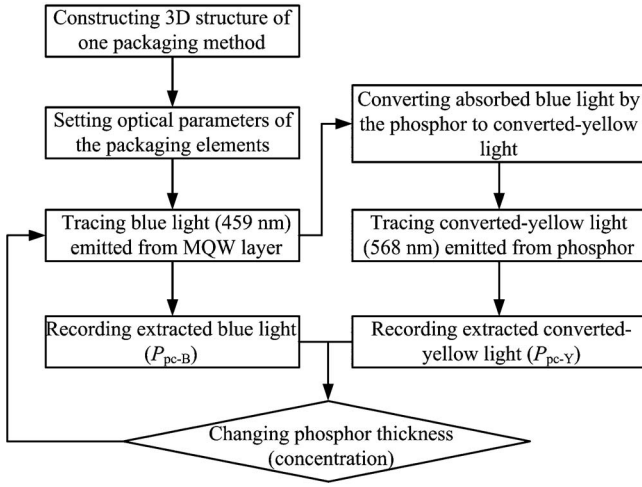 Constructing 3D structure of
one packaging method
Setting optical parameters of
the packaging elements
Tracing blue light (459 nm)
emitted from MQW layer
Recording extracted blue light
(P_pc-B)
Converting absorbed blue light by
the phosphor to converted-yellow
light
Tracing converted-yellow light
(568 nm) emitted from phosphor
Recording extracted converted-
yellow light (P_pc-Y)
Changing phosphor thickness
(concentration)